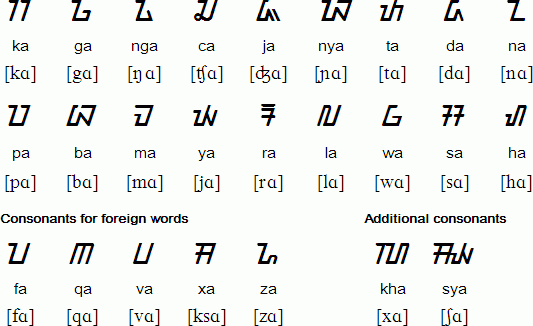 ᮊ ᮌ ᮍ ᮎ ᮏ ᮑ ᮒ ᮓ ᮔ
ka ga nga ca ja nya ta da na
[kɑ] [gɑ] [ŋɑ] [ʧɑ] [ʤɑ] [ɲɑ] [tɑ] [dɑ] [nɑ]
ᮕ ᮘ ᮙ ᮚ ᮛ ᮜ ᮝ ᮞ ᮠ
pa ba ma ya ra la wa sa ha
[pɑ] [bɑ] [mɑ] [jɑ] [rɑ] [lɑ] [wɑ] [sɑ] [hɑ]
Consonants for foreign words Additional consonants
ᮖ ᮋ ᮗ ᮟ ᮐ ᮮ ᮯ
fa qa va xa za kha sya
[fɑ] [qɑ] [vɑ] [ksɑ] [zɑ] [xɑ] [ʃɑ]